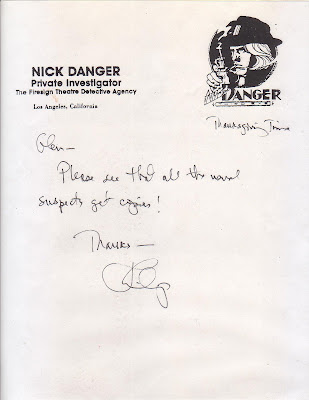 NICK DANGER
Private Investigator
The Firesign Theatre Detective Agency
Los Angeles, California
DANGER
Thanksgiving Time
Glen—
Please see that all the usual
suspects get copies!
Thanks—